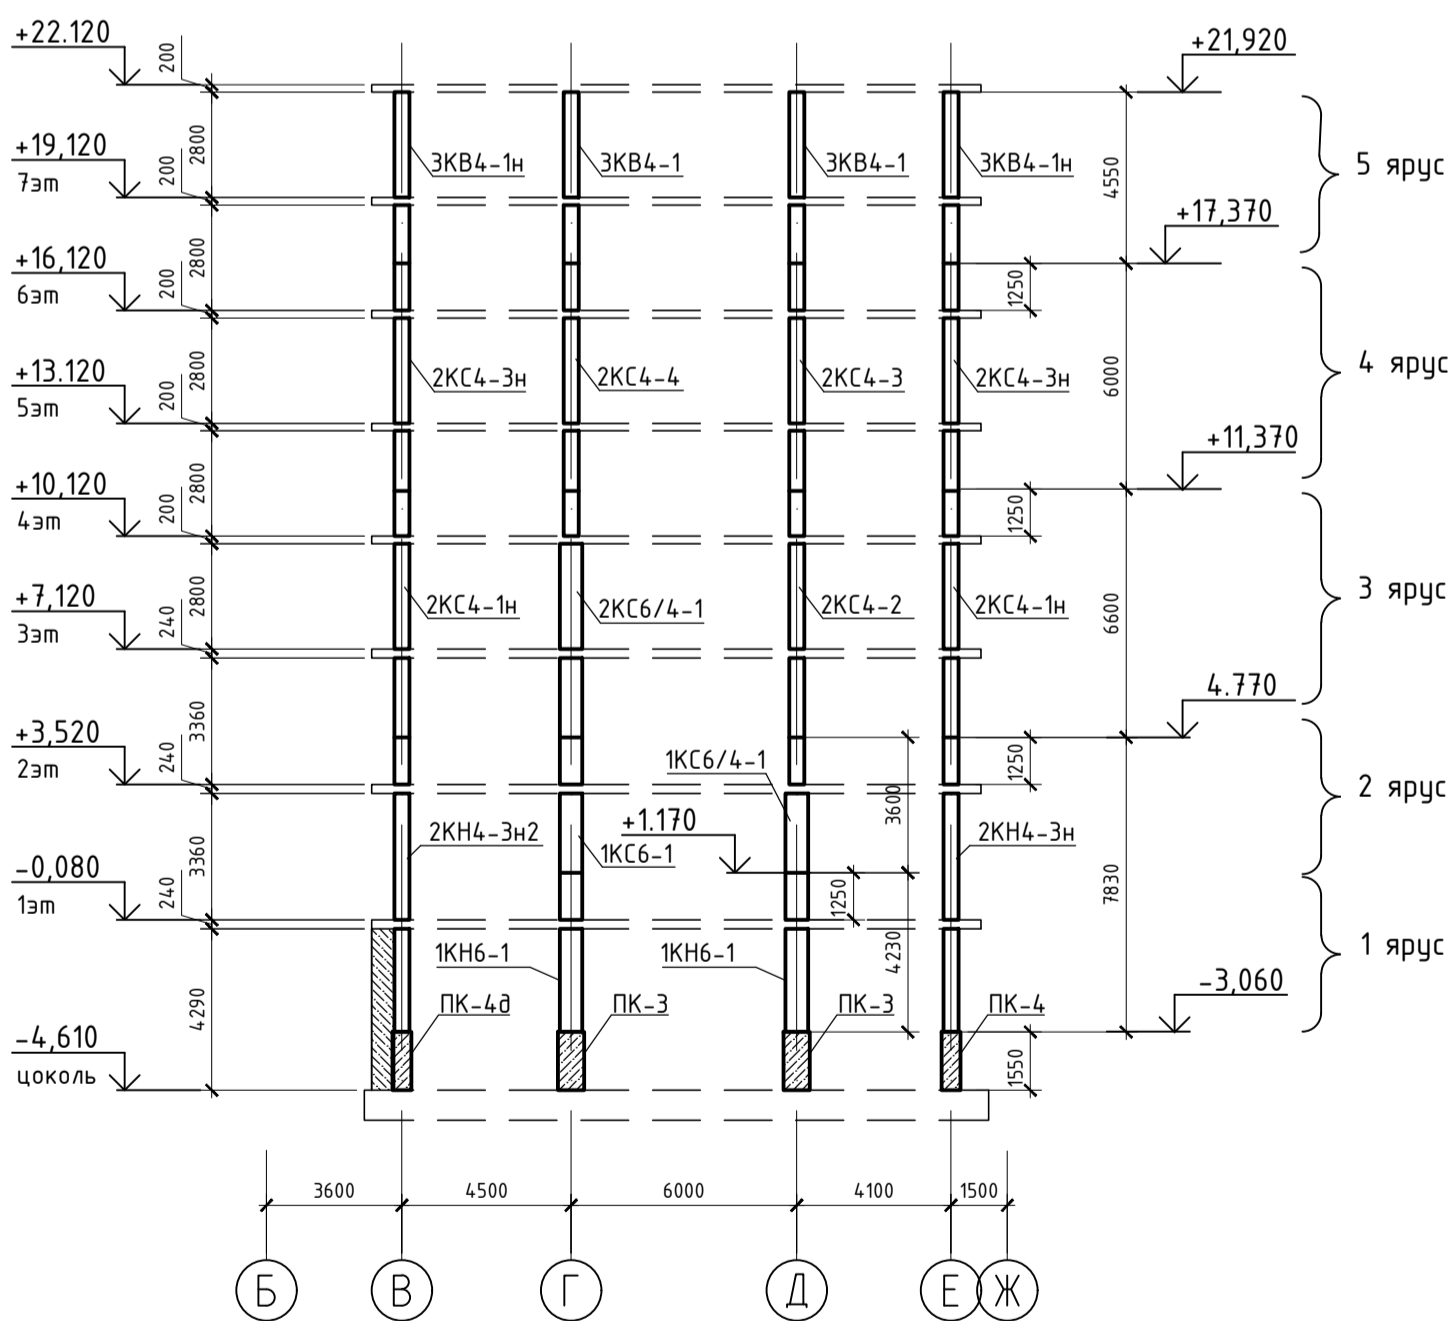 +22.120
200
+21,920
2800
+19,120
7эт
200
3КВ4-1н
3КВ4-1
3КВ4-1
3КВ4-1н
4550
5 ярус
+17,370
2800
+16,120
6эт
200
1250
2800
+13.120
5эт
200
2КС4-3н
2КС4-4
2КС4-3
2КС4-3н
6000
4 ярус
+11,370
2800
+10,120
4эт
200
1250
2800
+7,120
3эт
240
2КС4-1н
2КС6/4-1
2КС4-2
2КС4-1н
6600
3 ярус
4.770
3360
+3,520
2эт
240
1КС6/4-1
1250
3600
2 ярус
+1.170
2КН4-3н2
1КС6-1
2КН4-3н
3360
-0,080
1эт
240
1250
7830
4230
1КН6-1
1КН6-1
1 ярус
-3,060
4290
ПК-4д
ПК-3
ПК-3
ПК-4
-4,610
цоколь
1550
3600
4500
6000
4100
1500
Б
В
Г
Д
Е
Ж